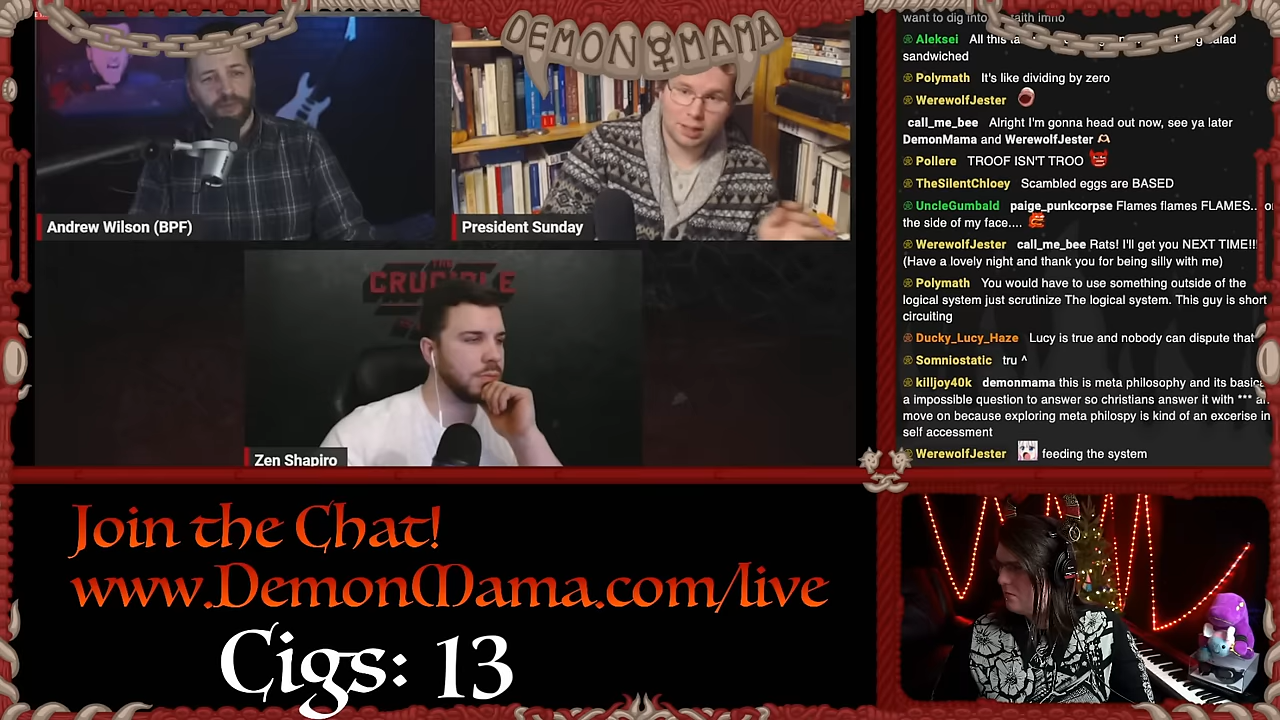 DEMON MAMA
Andrew Wilson (BPF)
President Sunday
THE
CRUCIBLE
Zen Shapiro
want to dig into faith imho
Aleksei All this
sandwiched
Polymath It's like dividing by zero
WerewolfJester
call_me_bee Alright I'm gonna head out now, see ya later
DemonMama and WerewolfJester
Pollere TROOF ISN'T TROO
TheSilentChloey Scambled eggs are BASED
UncleGumbald paige_punkcorpse Flames flames FLAMES..
the side of my face....
WerewolfJester call_me_bee Rats! I'll get you NEXT TIME!!!
(Have a lovely night and thank you for being silly with me)
Polymath You would have to use something outside of the
logical system just scrutinize The logical system. This guy is short
circuiting
Ducky_Lucy_Haze Lucy is true and nobody can dispute that
Somniostatic tru ^
killjoy40k demonmama this is meta philosophy and its
a impossible question to answer so christians answer it with ***
move on because exploring meta philospy is kind of an excerise in
self accessment
WerewolfJester feeding the system
Join the Chat!
www.DemonMama.com/live
Cigs: 13